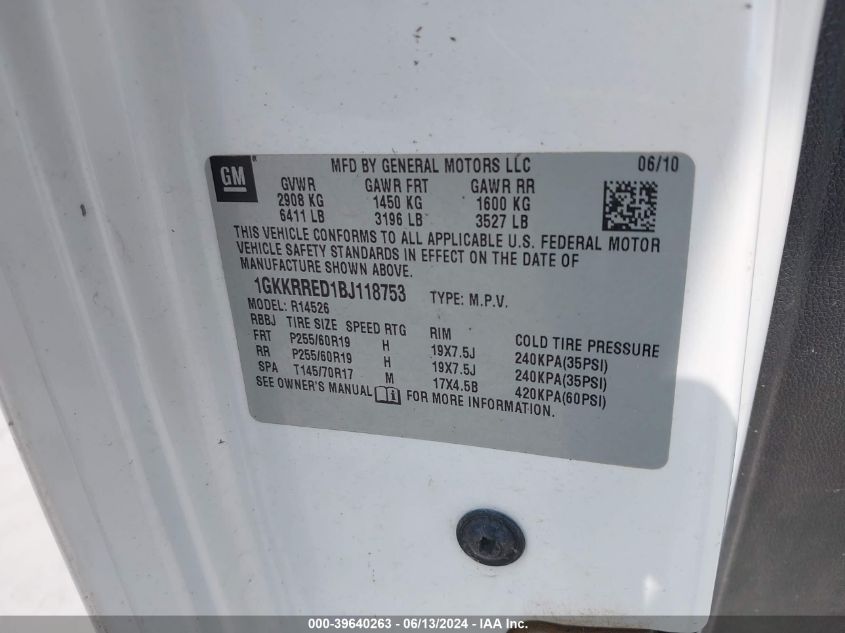 GM ® MFD BY GENERAL MOTORS LLC 06/10
GVWR GAWR FRT GAWR RR
2908 KG 1450 KG 1600 KG
6411 LB 3196 LB 3527 LB
THIS VEHICLE CONFORMS TO ALL APPLICABLE U.S. FEDERAL MOTOR
VEHICLE SAFETY STANDARDS IN EFFECT ON THE DATE OF
MANUFACTURE SHOWN ABOVE.
1GKKRRED1BJ118753 TYPE: M.P.V.
MODEL: R14526
RBBJ TIRE SIZE SPEED RTG RIM COLD TIRE PRESSURE
FRT P255/60R19 H 19X7.5J 240KPA(35PSI)
RR P255/60R19 H 19X7.5J 240KPA(35PSI)
SPA T145/70R17 M 17X4.5B 420KPA(60PSI)
SEE OWNER'S MANUAL FOR MORE INFORMATION.
000-39640263 - 06/13/2024 - IAA Inc.